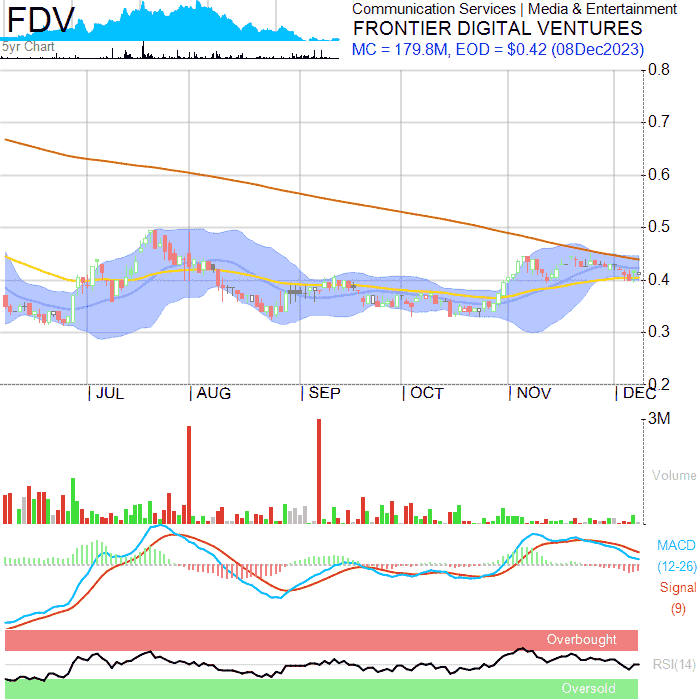 FDV
5yr Chart
Communication Services | Media & Entertainment
FRONTIER DIGITAL VENTURES
MC = 179.8M, EOD = $0.42 (08Dec2023)
0.8
0.7
0.6
0.5
0.4
0.3
0.2
JUL AUG SEP OCT NOV DEC
3M
Volume
MACD
(12-26)
Signal
(9)
Overbought
RSI(14)
Oversold